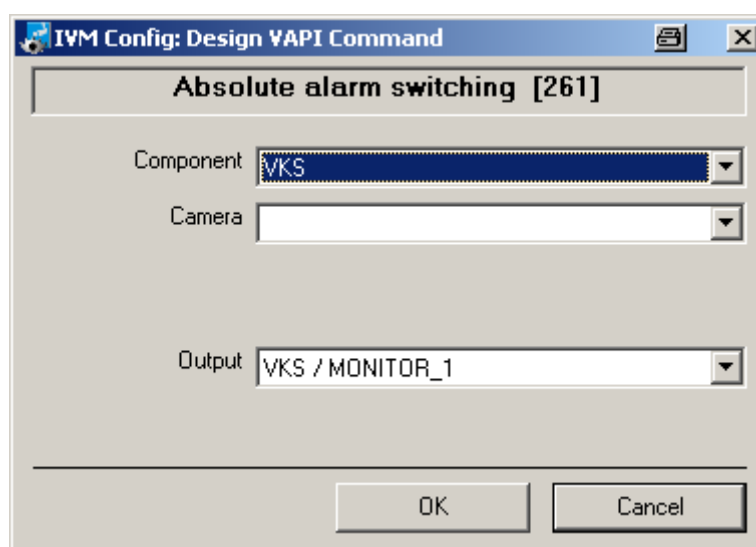 IVM Config: Design VAPI Command
Absolute alarm switching [261]
Component VKS
Camera
Output VKS / MONITOR_1
OK Cancel